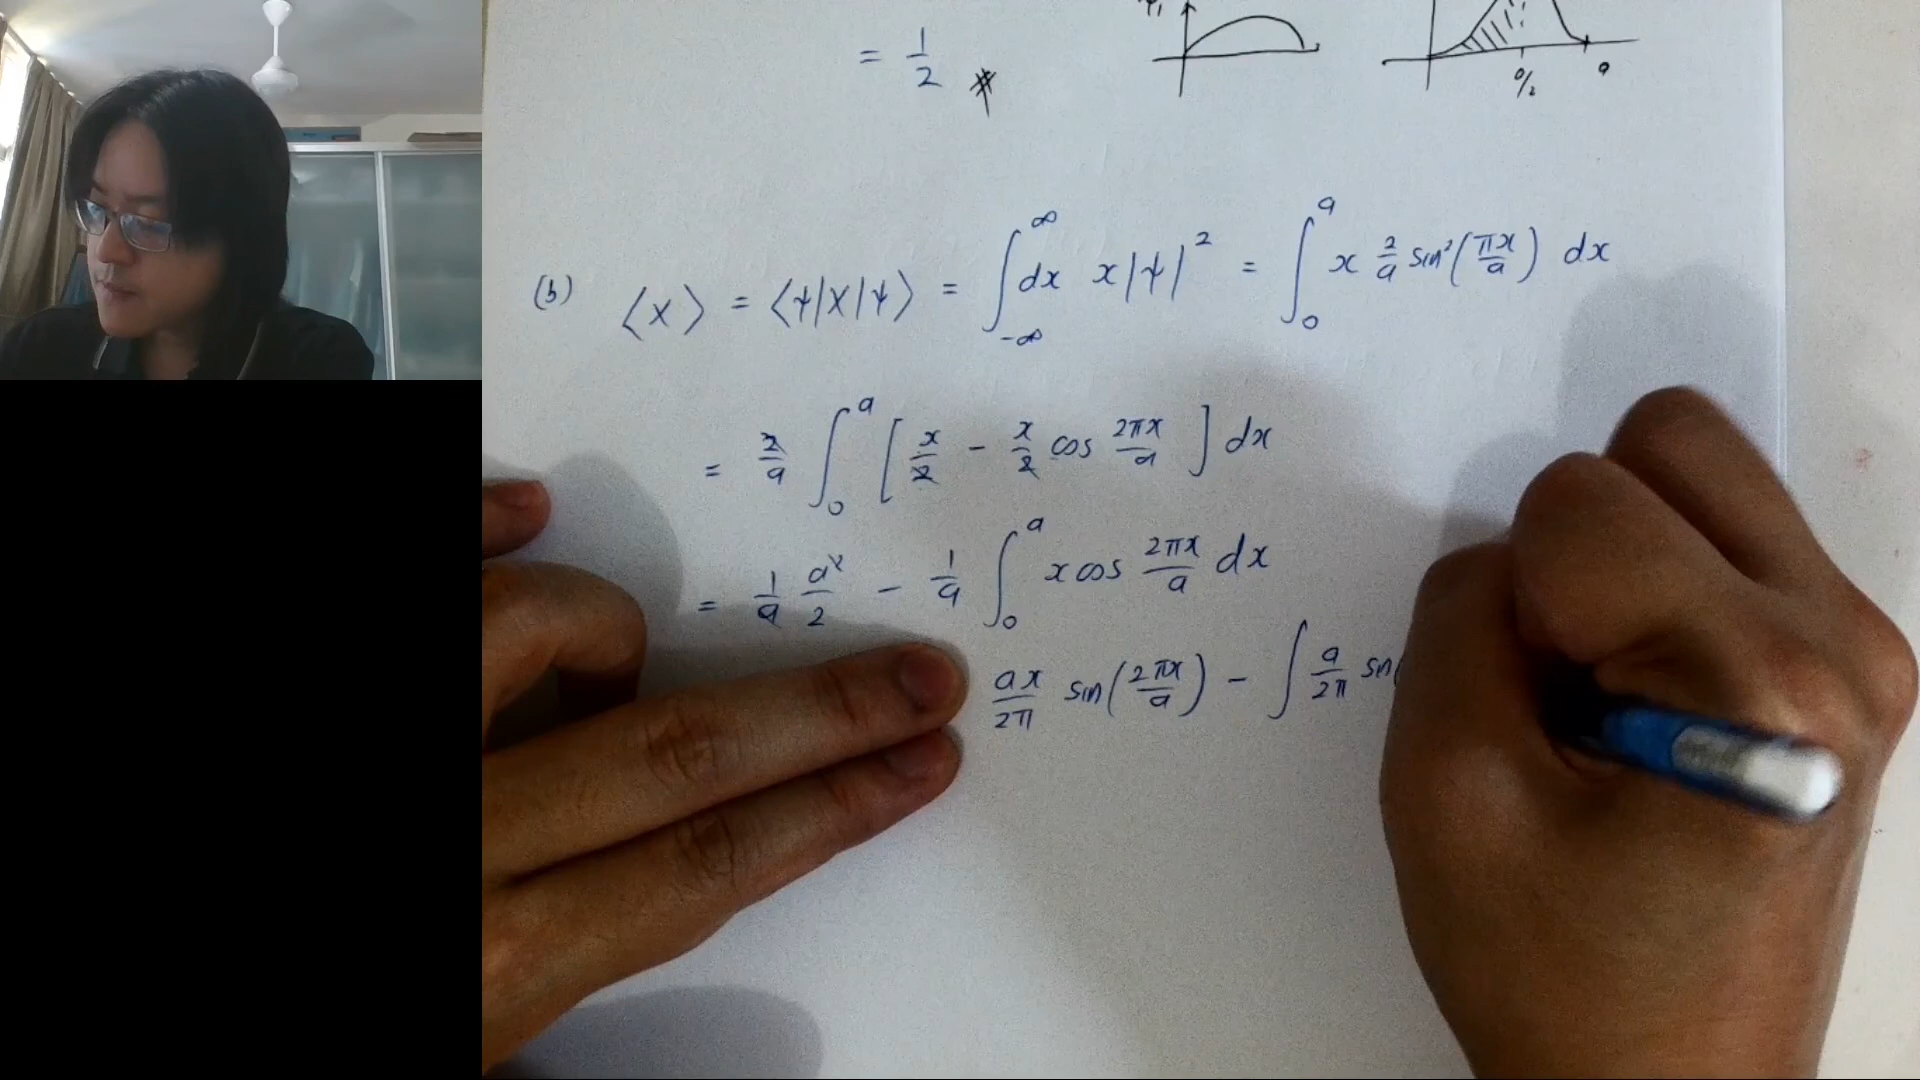 = 1/2 *
ψ₁
a/2 a
(b) ⟨X⟩ = ⟨ψ|X|ψ⟩ = ∫_{-∞}^{∞} dx x|ψ|² = ∫_0^a x 2/a sin²(πx/a) dx
= 2/a ∫_0^a [x/2 - x/2 cos 2πx/a] dx
= 1/a a²/2 - 1/a ∫_0^a x cos 2πx/a dx
ax/2π sin(2πx/a) - ∫ a/2π sin(